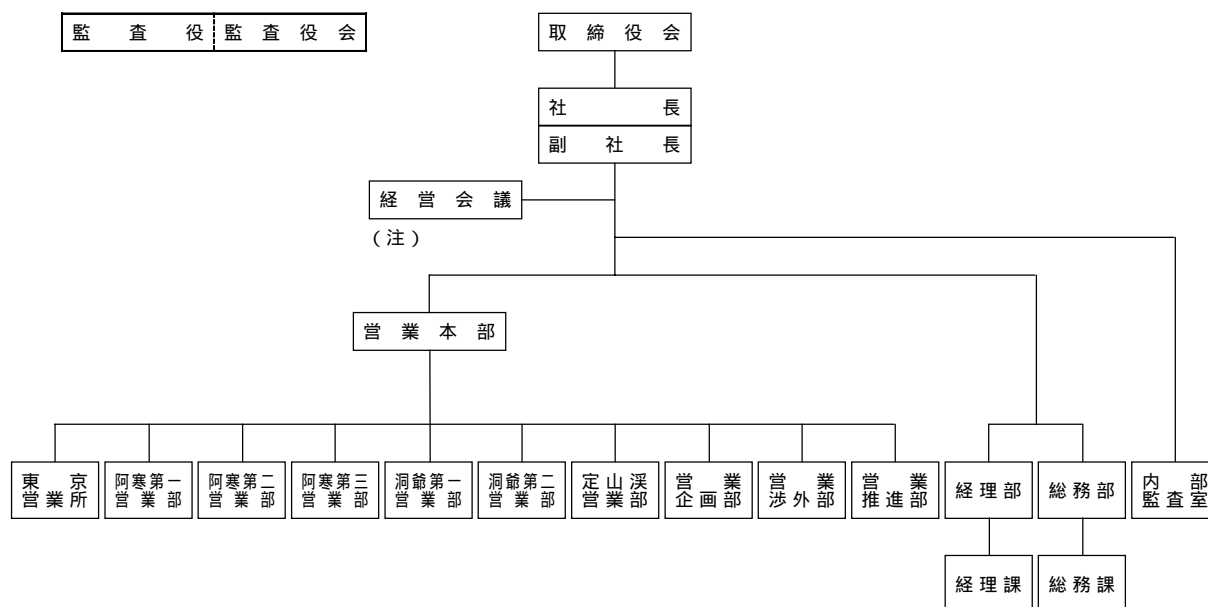 監査役 監査役会
取締役会
社長
副社長
経営会議
(注)
営業本部
東京
営業所
阿寒第一
営業部
阿寒第二
営業部
阿寒第三
営業部
洞爺第一
営業部
洞爺第二
営業部
定山渓
営業部
営業
企画部
営業
渉外部
営業
推進部
経理部
総務部
内部
監査室
経理課
総務課